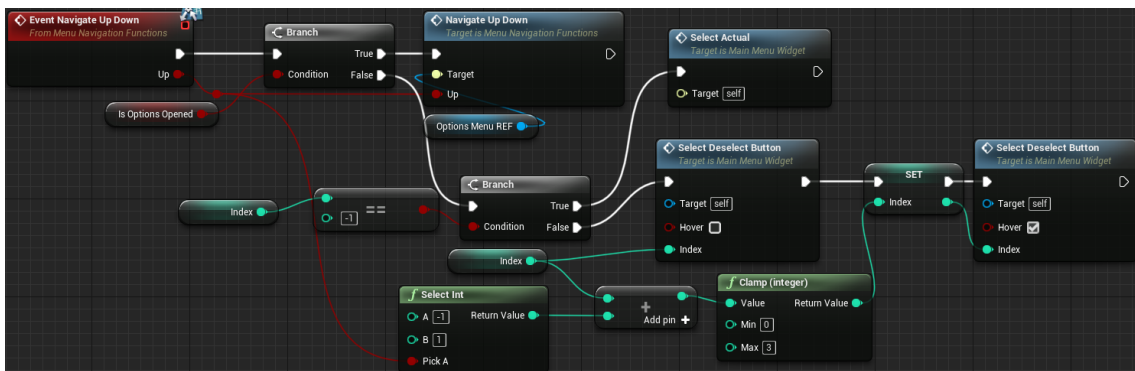 Event Navigate Up Down
From Menu Navigation Functions
Up
Branch
True
Condition
False
Navigate Up Down
Target is Menu Navigation Functions
Target
Up
Select Actual
Target is Main Menu Widget
Target self
Is Options Opened
Options Menu REF
Index
-1
==
Branch
True
Condition
False
Select Deselect Button
Target is Main Menu Widget
Target self
Hover
Index
SET
Index
Select Deselect Button
Target is Main Menu Widget
Target self
Hover
Index
Index
f Select Int
A -1
Return Value
B 1
Pick A
+
Add pin +
f Clamp (integer)
Value
Return Value
Min 0
Max 3